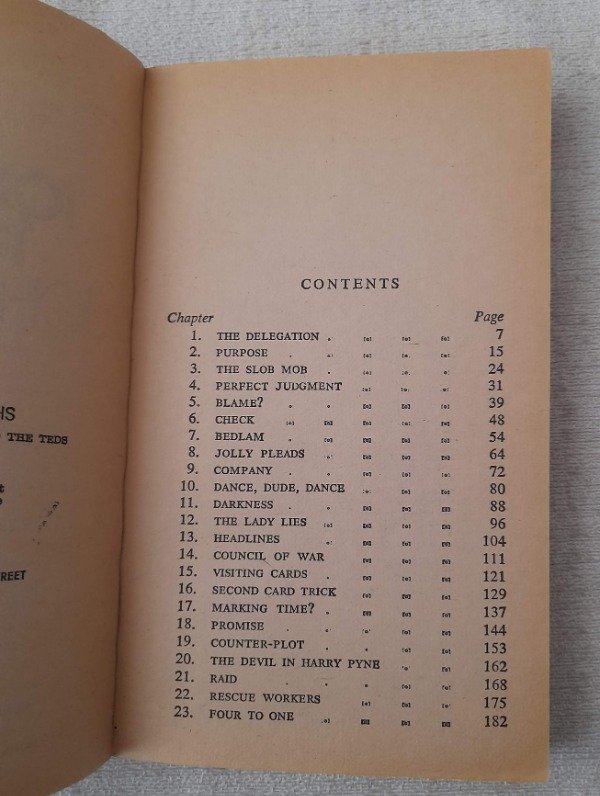 HS
THE TEDS
REET
CONTENTS
Chapter Page
1. THE DELEGATION 7
2. PURPOSE 15
3. THE SLOB MOB 24
4. PERFECT JUDGMENT 31
5. BLAME? 39
6. CHECK 48
7. BEDLAM 54
8. JOLLY PLEADS 64
9. COMPANY 72
10. DANCE, DUDE, DANCE 80
11. DARKNESS 88
12. THE LADY LIES 96
13. HEADLINES 104
14. COUNCIL OF WAR 111
15. VISITING CARDS 121
16. SECOND CARD TRICK 129
17. MARKING TIME? 137
18. PROMISE 144
19. COUNTER-PLOT 153
20. THE DEVIL IN HARRY PYNE 162
21. RAID 168
22. RESCUE WORKERS 175
23. FOUR TO ONE 182